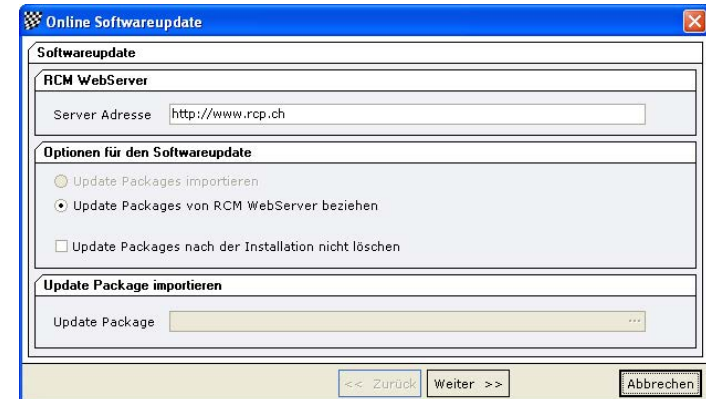 Online Softwareupdate
Softwareupdate
RCM WebServer
Server Adresse http://www.rcp.ch
Optionen für den Softwareupdate
Update Packages importieren
Update Packages von RCM WebServer beziehen
Update Packages nach der Installation nicht löschen
Update Package importieren
Update Package ...
<< Zurück Weiter >> Abbrechen